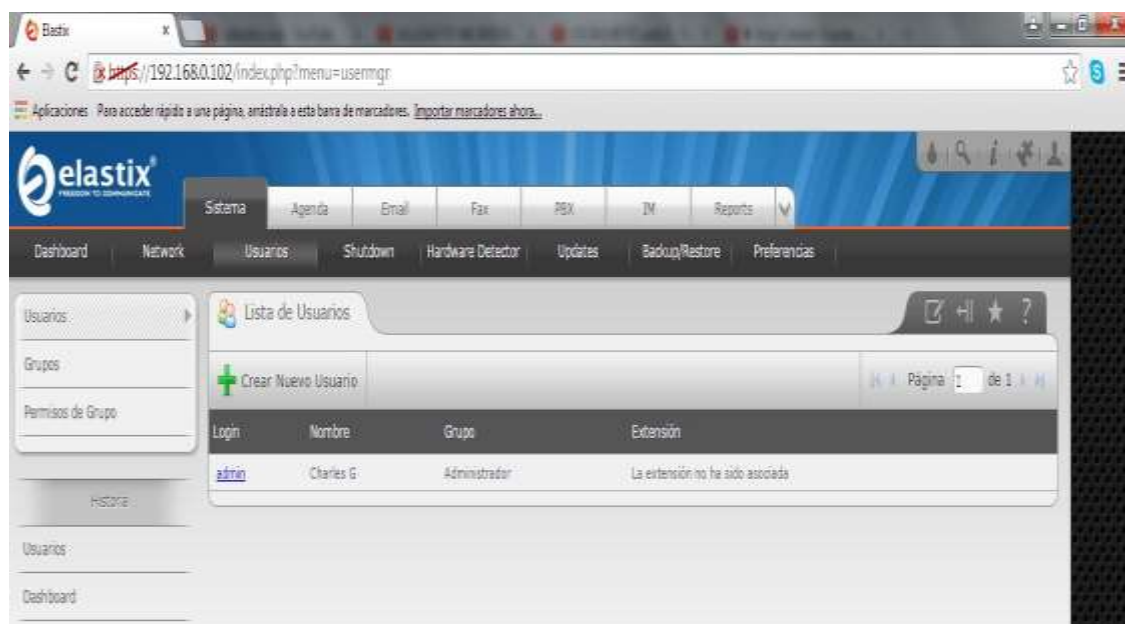 Elastix
https://192.168.0.102/index.php?menu=usermgr
Aplicaciones Para acceder rápido a una página, arrástrala a esta barra de marcadores. Importar marcadores ahora...
elastix®
FREEDOM TO COMMUNICATE
Sistema Agenda Email Fax PBX IM Reports
Dashboard Network Usuarios Shutdown Hardware Detector Updates Backup/Restore Preferencias
Usuarios
Grupos
Permisos de Grupo
Historia
Usuarios
Dashboard
Lista de Usuarios
Crear Nuevo Usuario
Página 1 de 1
Login Nombre Grupo Extensión
admin Charles G Administrador La extensión no ha sido asociada